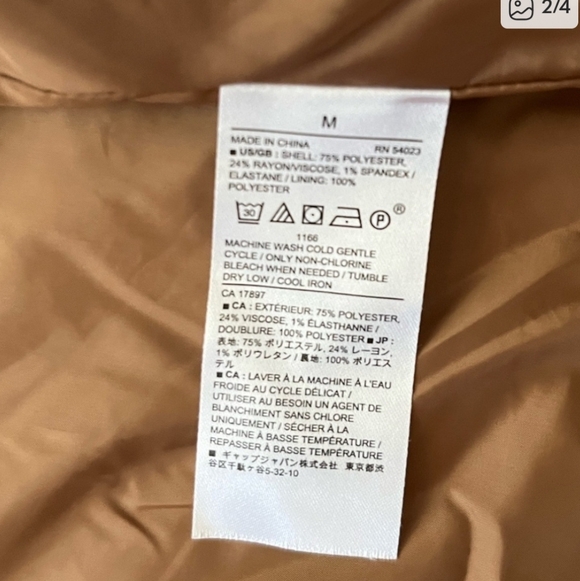 2/4
M
MADE IN CHINA RN 54023
■ US/GB : SHELL: 75% POLYESTER,
24% RAYON/VISCOSE, 1% SPANDEX /
ELASTANE / LINING: 100%
POLYESTER
30 P ®
1166
MACHINE WASH COLD GENTLE
CYCLE / ONLY NON-CHLORINE
BLEACH WHEN NEEDED / TUMBLE
DRY LOW / COOL IRON
CA 17897
■ CA : EXTÉRIEUR: 75% POLYESTER,
24% VISCOSE, 1% ÉLASTHANNE /
DOUBLURE: 100% POLYESTER ■ JP :
表地: 75% ポリエステル, 24% レーヨン,
1% ポリウレタン / 裏地: 100% ポリエス
テル
■ CA : LAVER À LA MACHINE À L'EAU
FROIDE AU CYCLE DÉLICAT /
UTILISER AU BESOIN UN AGENT DE
BLANCHIMENT SANS CHLORE
UNIQUEMENT / SÉCHER À LA
MACHINE À BASSE TEMPÉRATURE /
REPASSER À BASSE TEMPÉRATURE
■ ギャップジャパン株式会社 東京都渋
谷区千駄ヶ谷5-32-10